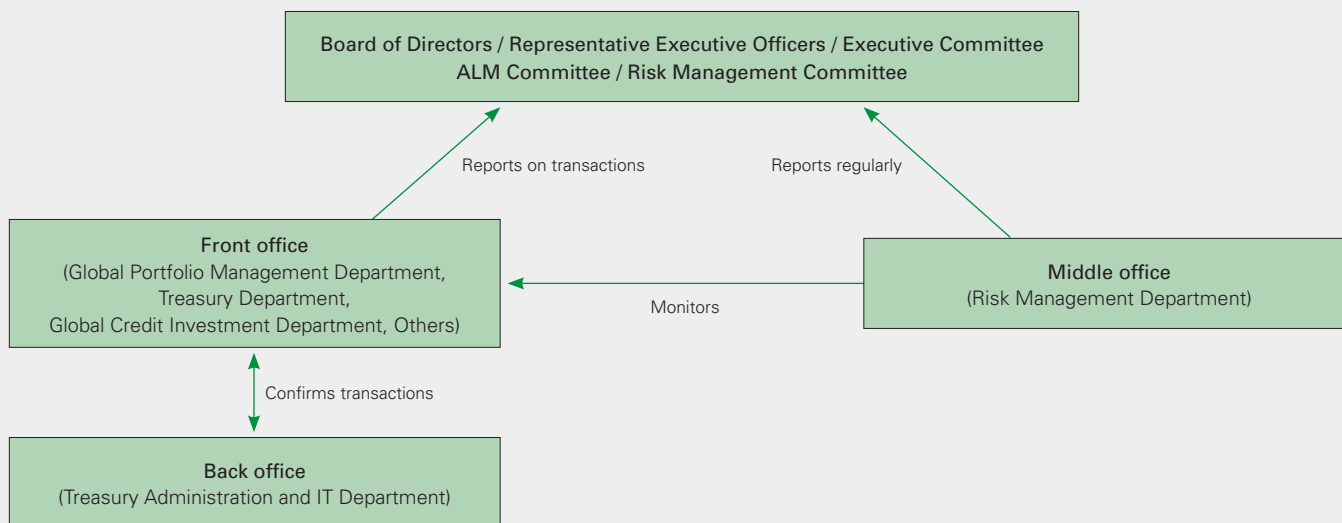 Board of Directors / Representative Executive Officers / Executive Committee
ALM Committee / Risk Management Committee
Reports on transactions
Reports regularly
Front office
(Global Portfolio Management Department,
Treasury Department,
Global Credit Investment Department, Others)
Monitors
Middle office
(Risk Management Department)
Confirms transactions
Back office
(Treasury Administration and IT Department)